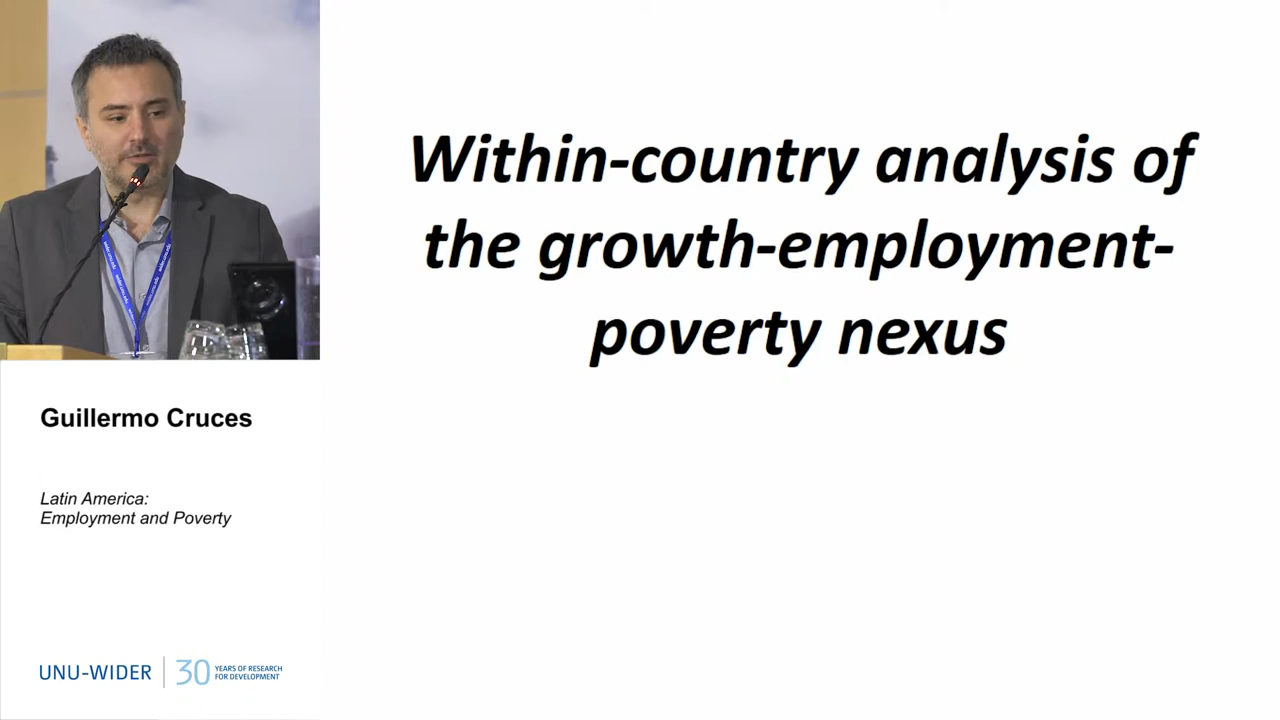 Within-country analysis of
the growth-employment-
poverty nexus
Guillermo Cruces
Latin America:
Employment and Poverty
UNU-WIDER
30
YEARS OF RESEARCH
FOR DEVELOPMENT